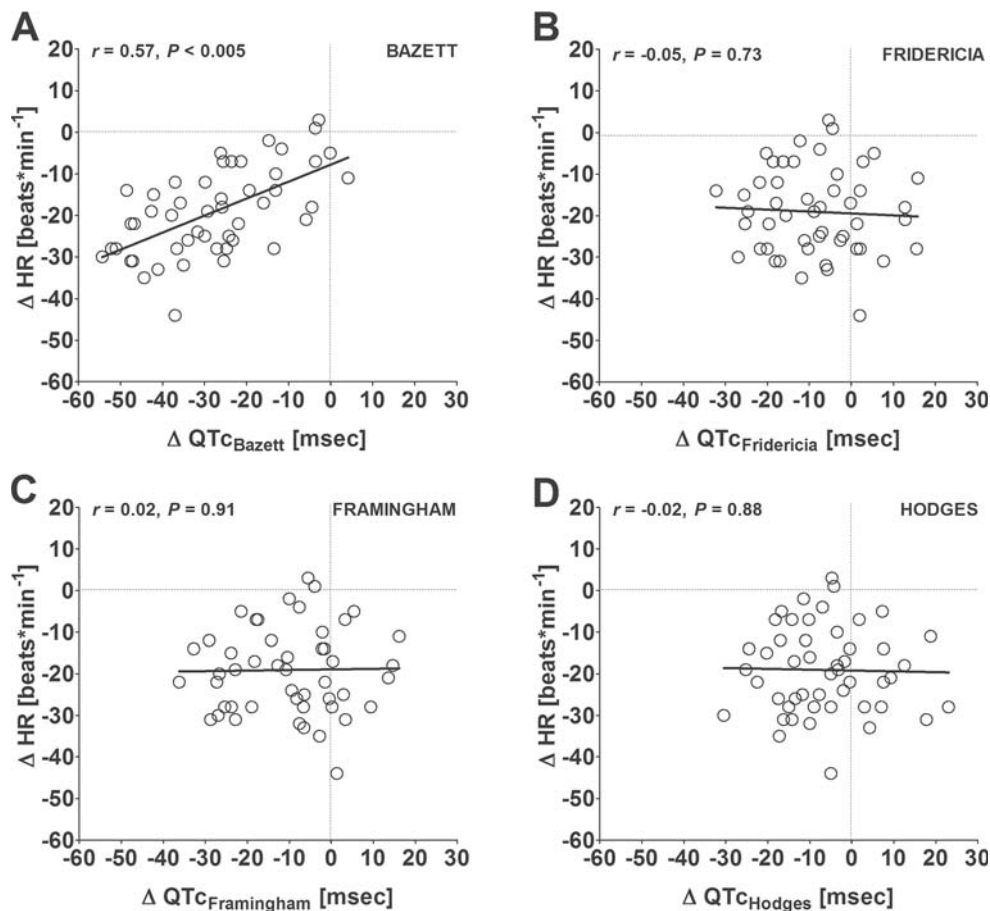 A
r = 0.57, P < 0.005
BAZETT
20
10
0
-10
-20
-30
-40
-50
-60
Δ HR [beats*min⁻¹]
-60 -50 -40 -30 -20 -10 0 10 20 30
Δ QTcBazett [msec]
B
r = -0.05, P = 0.73
FRIDERICIA
20
10
0
-10
-20
-30
-40
-50
-60
Δ HR [beats*min⁻¹]
-60 -50 -40 -30 -20 -10 0 10 20 30
Δ QTcFridericia [msec]
C
r = 0.02, P = 0.91
FRAMINGHAM
20
10
0
-10
-20
-30
-40
-50
-60
Δ HR [beats*min⁻¹]
-60 -50 -40 -30 -20 -10 0 10 20 30
Δ QTcFramingham [msec]
D
r = -0.02, P = 0.88
HODGES
20
10
0
-10
-20
-30
-40
-50
-60
Δ HR [beats*min⁻¹]
-60 -50 -40 -30 -20 -10 0 10 20 30
Δ QTcHodges [msec]